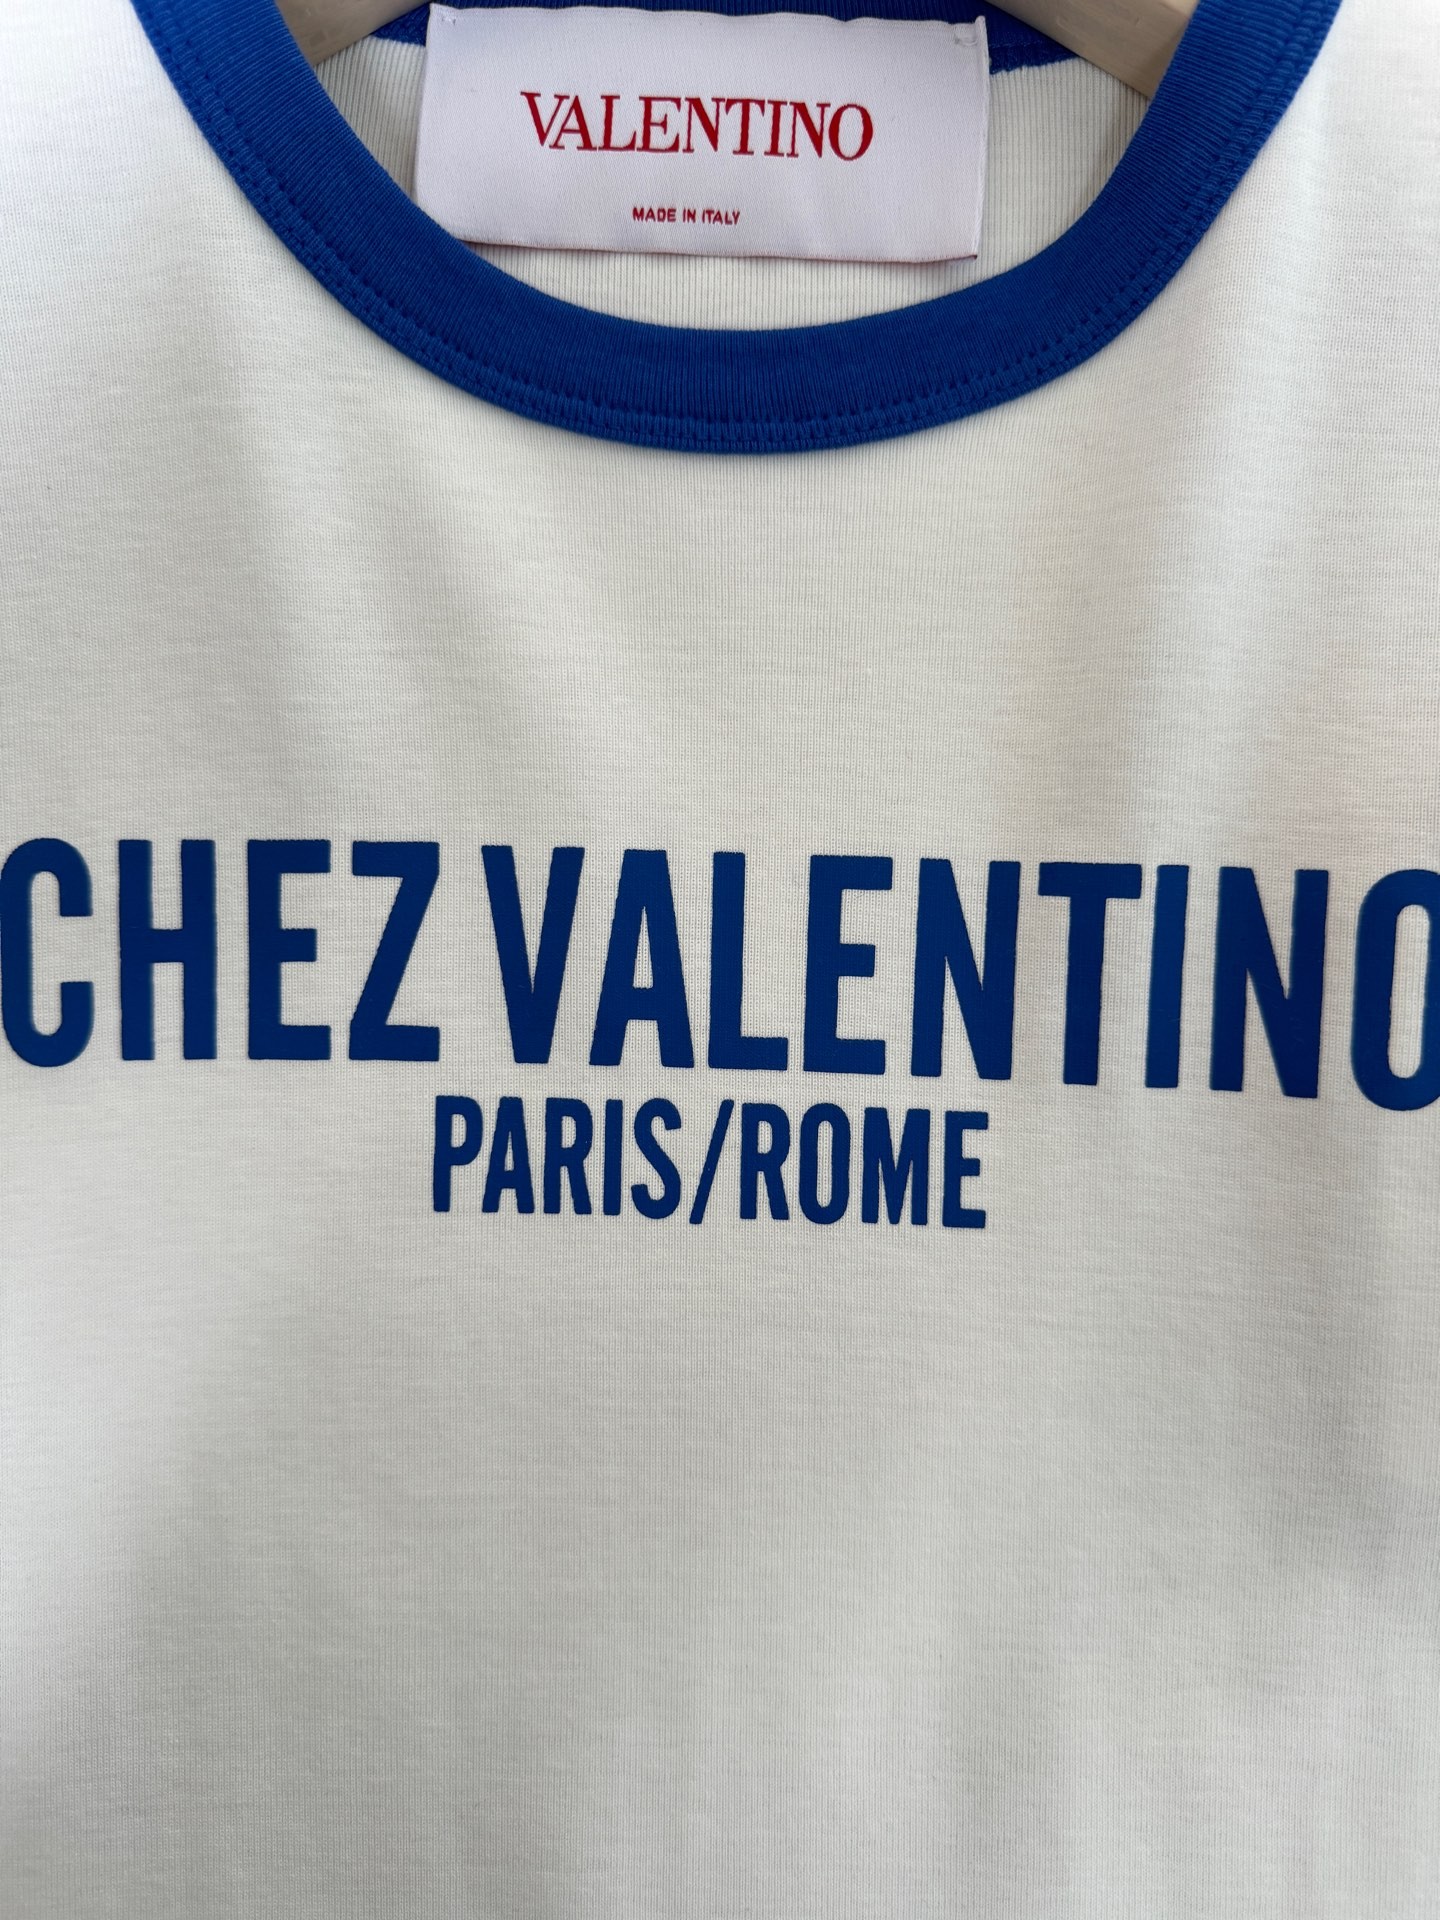 VALENTINO
MADE IN ITALY
CHEZ VALENTINO
PARIS/ROME